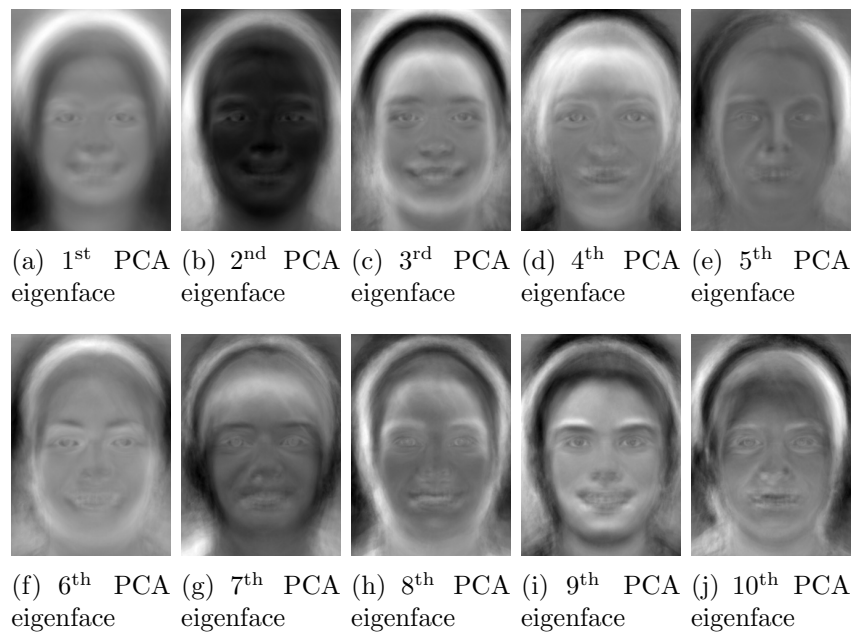 (a) 1st PCA eigenface
(b) 2nd PCA eigenface
(c) 3rd PCA eigenface
(d) 4th PCA eigenface
(e) 5th PCA eigenface
(f) 6th PCA eigenface
(g) 7th PCA eigenface
(h) 8th PCA eigenface
(i) 9th PCA eigenface
(j) 10th PCA eigenface